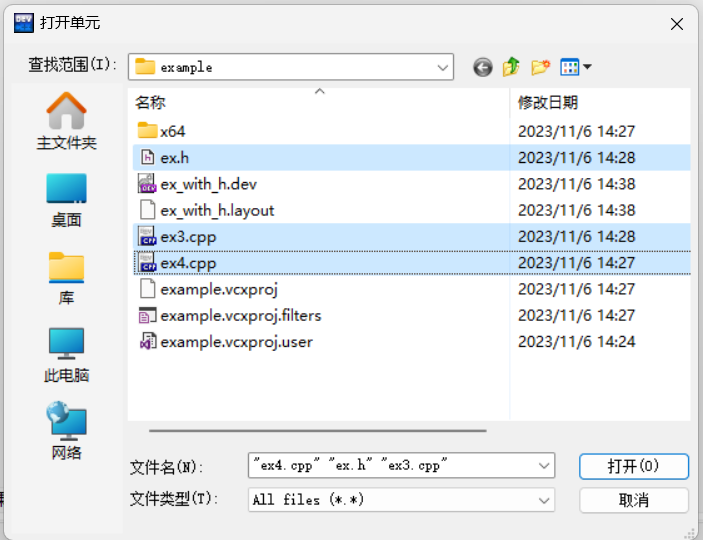 打开单元
查找范围(I): example
名称 修改日期
x64 2023/11/6 14:27
ex.h 2023/11/6 14:28
ex_with_h.dev 2023/11/6 14:38
ex_with_h.layout 2023/11/6 14:38
ex3.cpp 2023/11/6 14:28
ex4.cpp 2023/11/6 14:27
example.vcxproj 2023/11/6 14:27
example.vcxproj.filters 2023/11/6 14:27
example.vcxproj.user 2023/11/6 14:24
主文件夹
桌面
库
此电脑
网络
文件名(N): "ex4.cpp" "ex.h" "ex3.cpp" 打开(O)
文件类型(T): All files (*.*) 取消